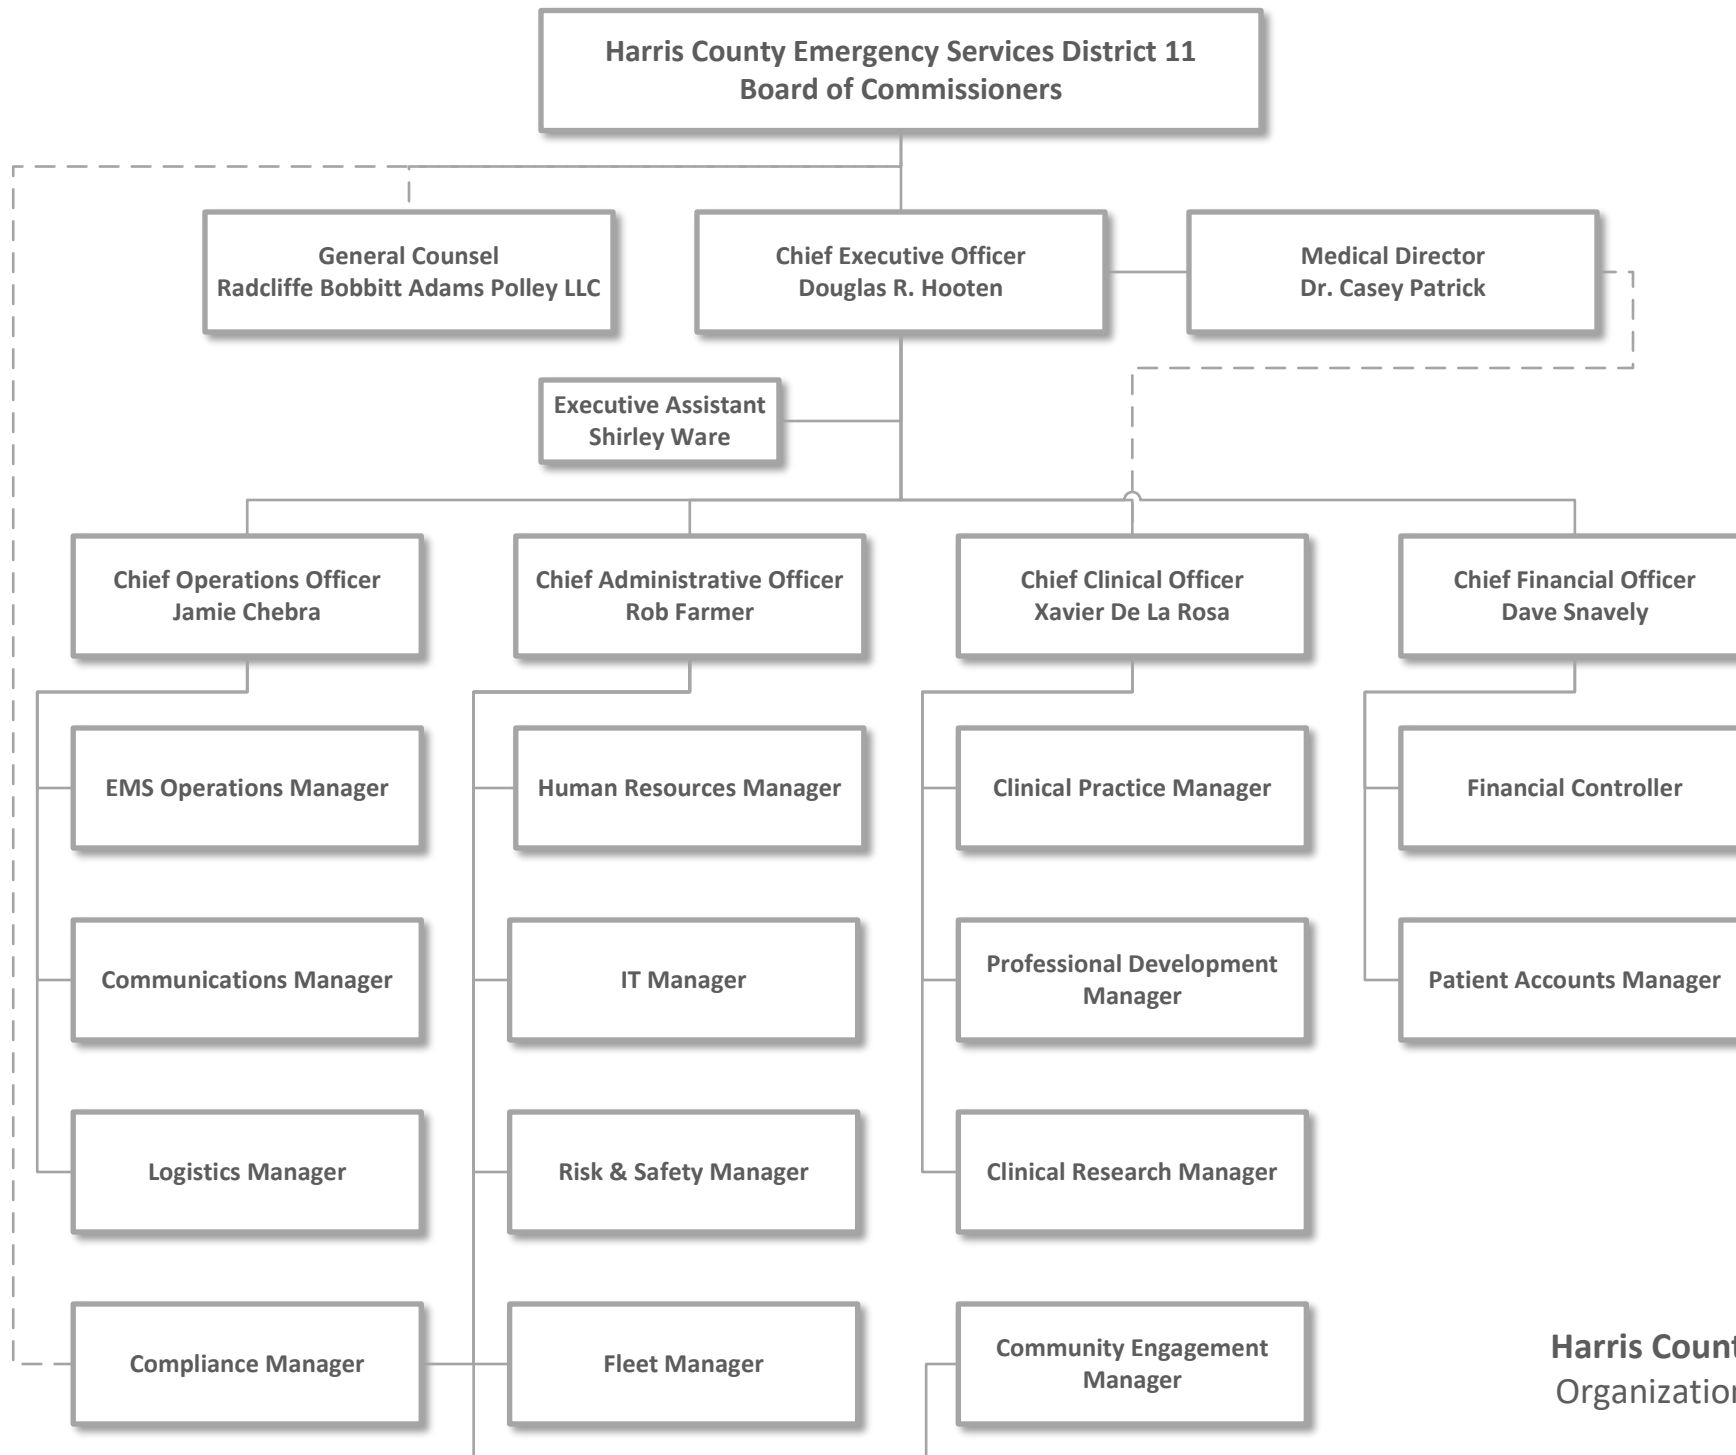 Harris County Emergency Services District 11
Board of Commissioners
General Counsel
Radcliffe Bobbitt Adams Polley LLC
Chief Executive Officer
Douglas R. Hooten
Medical Director
Dr. Casey Patrick
Executive Assistant
Shirley Ware
Chief Operations Officer
Jamie Chebra
Chief Administrative Officer
Rob Farmer
Chief Clinical Officer
Xavier De La Rosa
Chief Financial Officer
Dave Snavely
EMS Operations Manager
Human Resources Manager
Clinical Practice Manager
Financial Controller
Communications Manager
IT Manager
Professional Development
Manager
Patient Accounts Manager
Logistics Manager
Risk & Safety Manager
Clinical Research Manager
Compliance Manager
Fleet Manager
Community Engagement
Manager
Harris Count
Organization